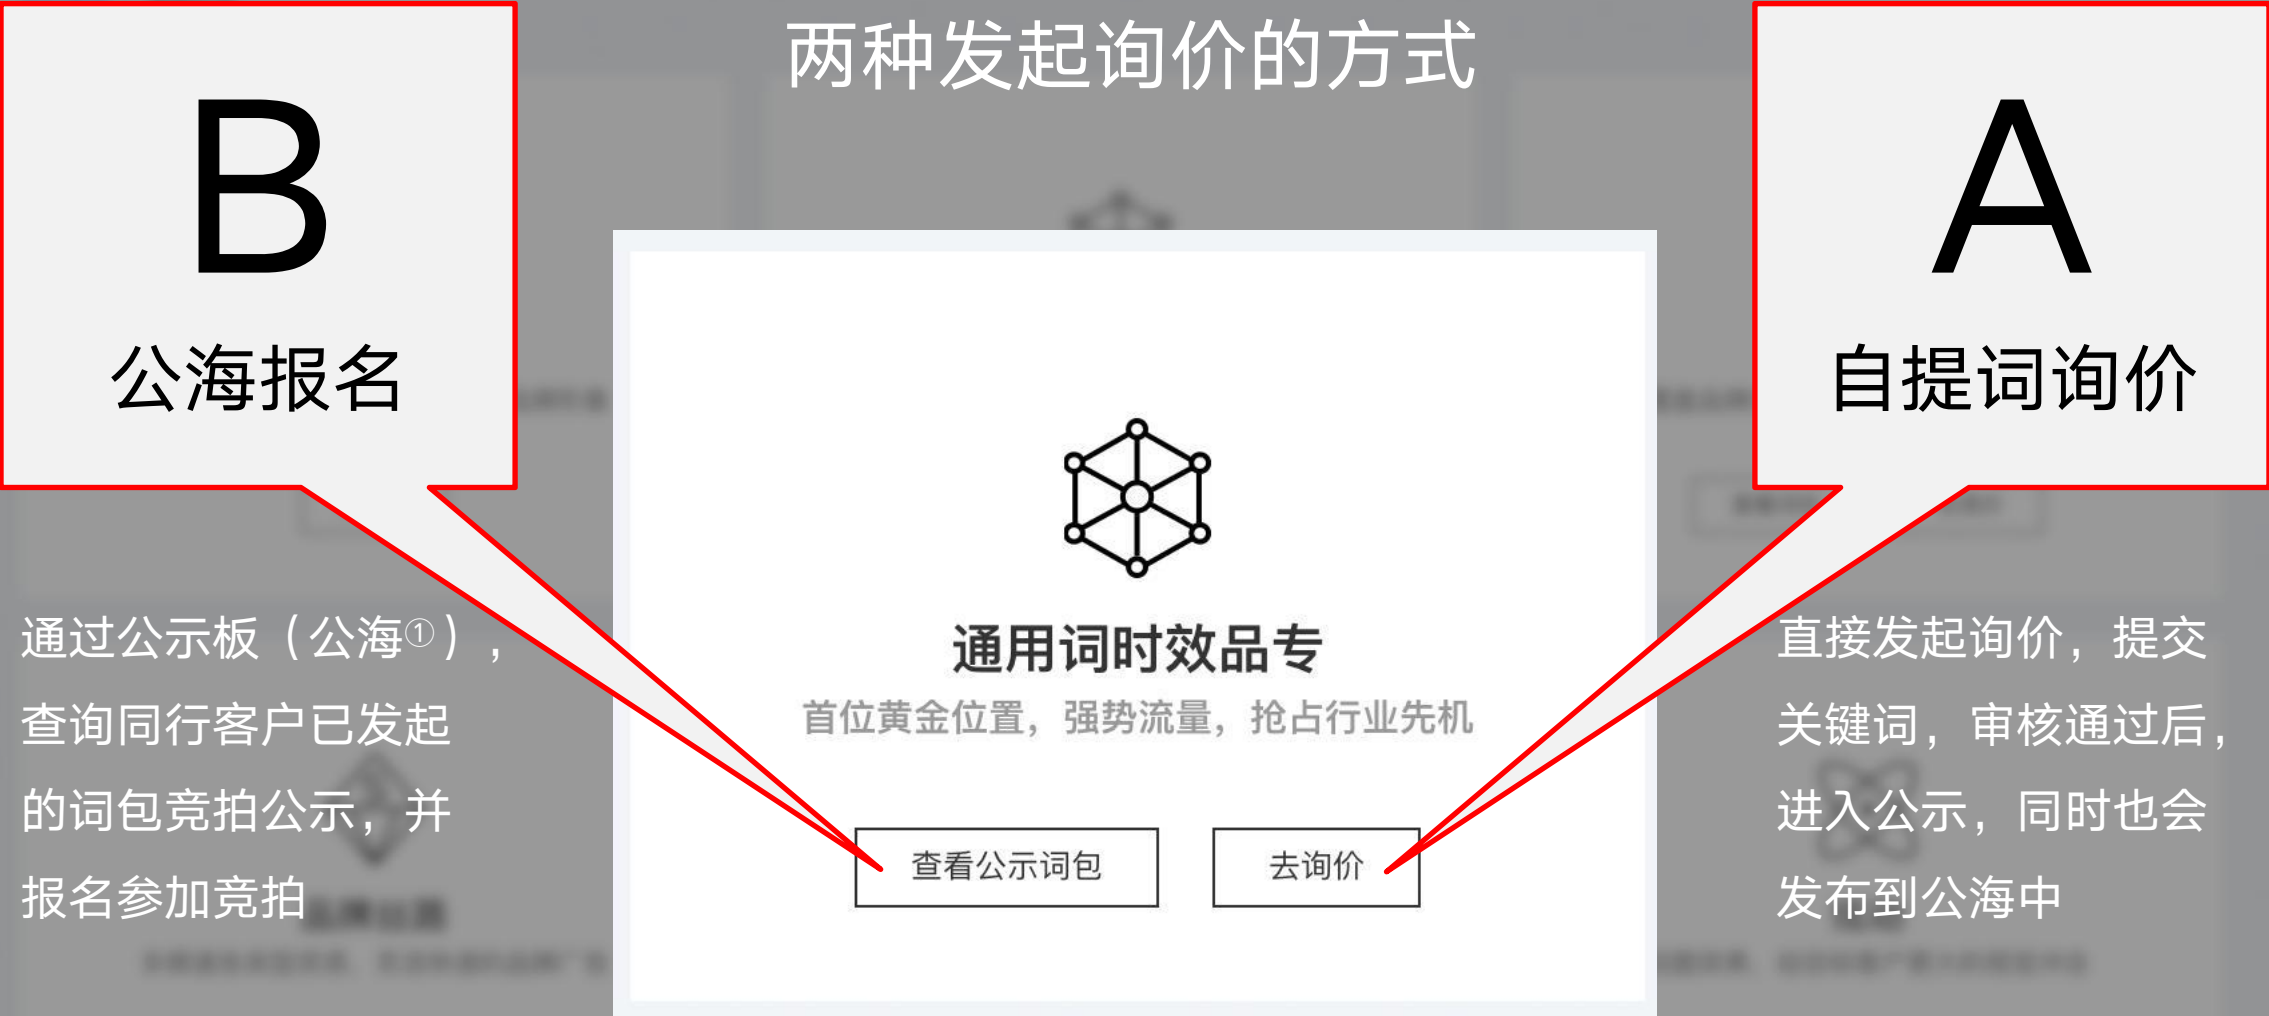 两种发起询价的方式
B
公海报名
通过公示板（公海①），
查询同行客户已发起
的词包竞拍公示，并
报名参加竞拍
通用词时效品专
首位黄金位置，强势流量，抢占行业先机
查看公示词包
去询价
A
自提词询价
直接发起询价，提交
关键词，审核通过后，
进入公示，同时也会
发布到公海中